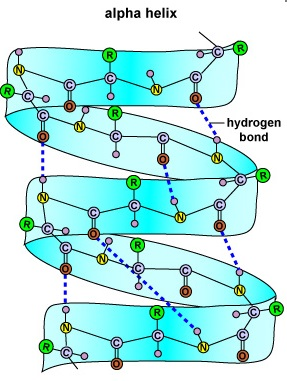 alpha helix
C R
R
N C C C
N
R C O O
C R
N C
O C
hydrogen
bond
O N
C R
N R
C C C
C
R O N O
C
C R
N C
O C
O N
C R
N R
C C C
R C N
O O